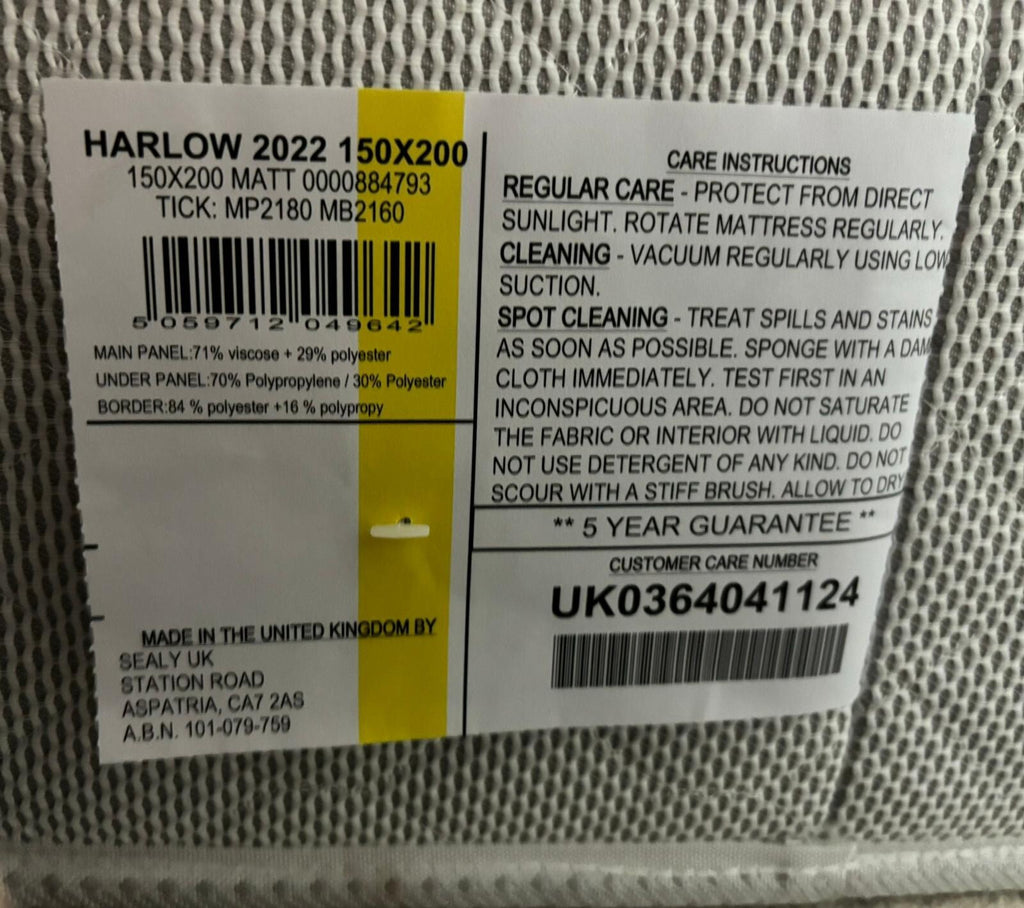 HARLOW 2022 150X200
150X200 MATT 0000884793
TICK: MP2180 MB2160
5 059712 049642
MAIN PANEL:71% viscose + 29% polyester
UNDER PANEL:70% Polypropylene / 30% Polyester
BORDER:84 % polyester +16 % polypropy
MADE IN THE UNITED KINGDOM BY
SEALY UK
STATION ROAD
ASPATRIA, CA7 2AS
A.B.N. 101-079-759
CARE INSTRUCTIONS
REGULAR CARE - PROTECT FROM DIRECT
SUNLIGHT. ROTATE MATTRESS REGULARLY.
CLEANING - VACUUM REGULARLY USING LOW
SUCTION.
SPOT CLEANING - TREAT SPILLS AND STAINS
AS SOON AS POSSIBLE. SPONGE WITH A DAM
CLOTH IMMEDIATELY. TEST FIRST IN AN
INCONSPICUOUS AREA. DO NOT SATURATE
THE FABRIC OR INTERIOR WITH LIQUID. DO
NOT USE DETERGENT OF ANY KIND. DO NOT
SCOUR WITH A STIFF BRUSH. ALLOW TO DRY
** 5 YEAR GUARANTEE **
CUSTOMER CARE NUMBER
UK0364041124